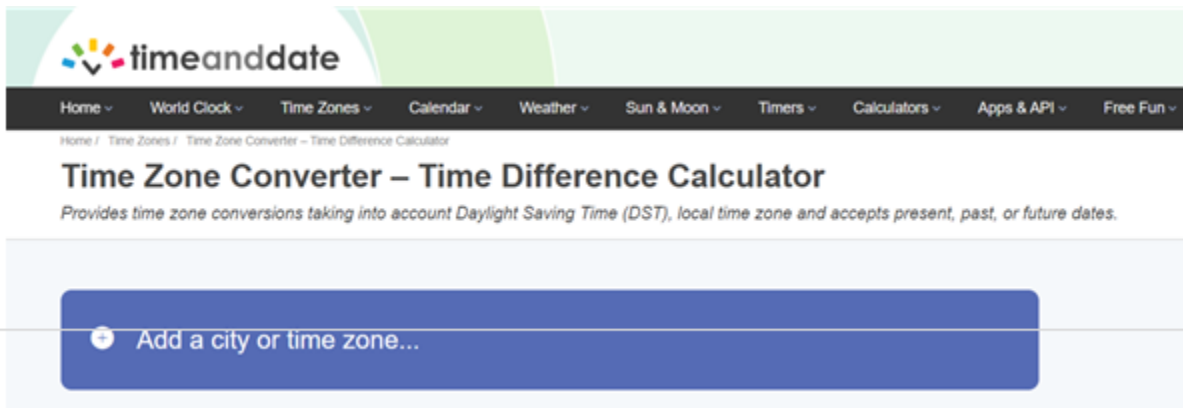 timeanddate
Home World Clock Time Zones Calendar Weather Sun & Moon Timers Calculators Apps & API Free Fun
Home / Time Zones / Time Zone Converter – Time Difference Calculator
Time Zone Converter – Time Difference Calculator
Provides time zone conversions taking into account Daylight Saving Time (DST), local time zone and accepts present, past, or future dates.
Add a city or time zone...